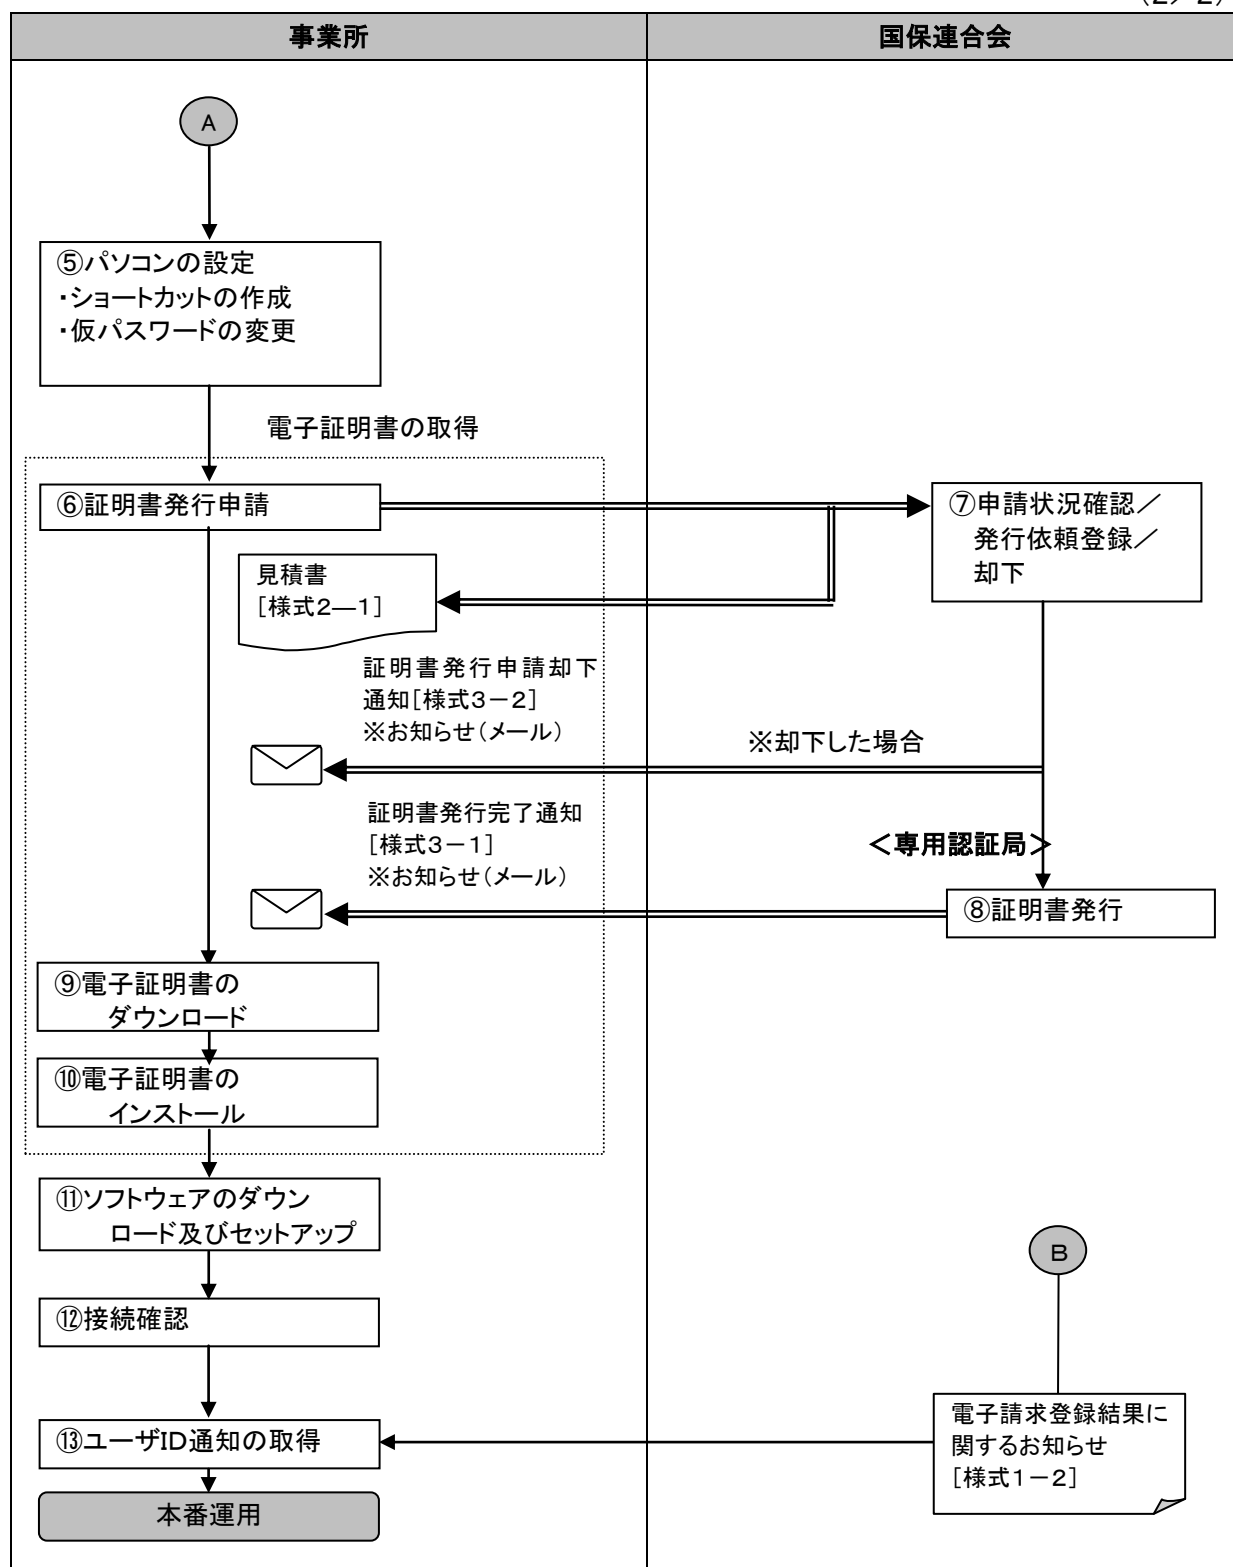 (2/2)
事業所
国保連合会
A
⑤パソコンの設定
・ショートカットの作成
・仮パスワードの変更
電子証明書の取得
⑥証明書発行申請
⑦申請状況確認／
発行依頼登録／
却下
見積書
[様式2―1]
証明書発行申請却下
通知[様式3－2]
※お知らせ（メール）
※却下した場合
証明書発行完了通知
[様式3－1]
※お知らせ（メール）
＜専用認証局＞
⑧証明書発行
⑨電子証明書の
ダウンロード
⑩電子証明書の
インストール
⑪ソフトウェアのダウン
ロード及びセットアップ
B
⑫接続確認
電子請求登録結果に
関するお知らせ
[様式1－2]
⑬ユーザID通知の取得
本番運用